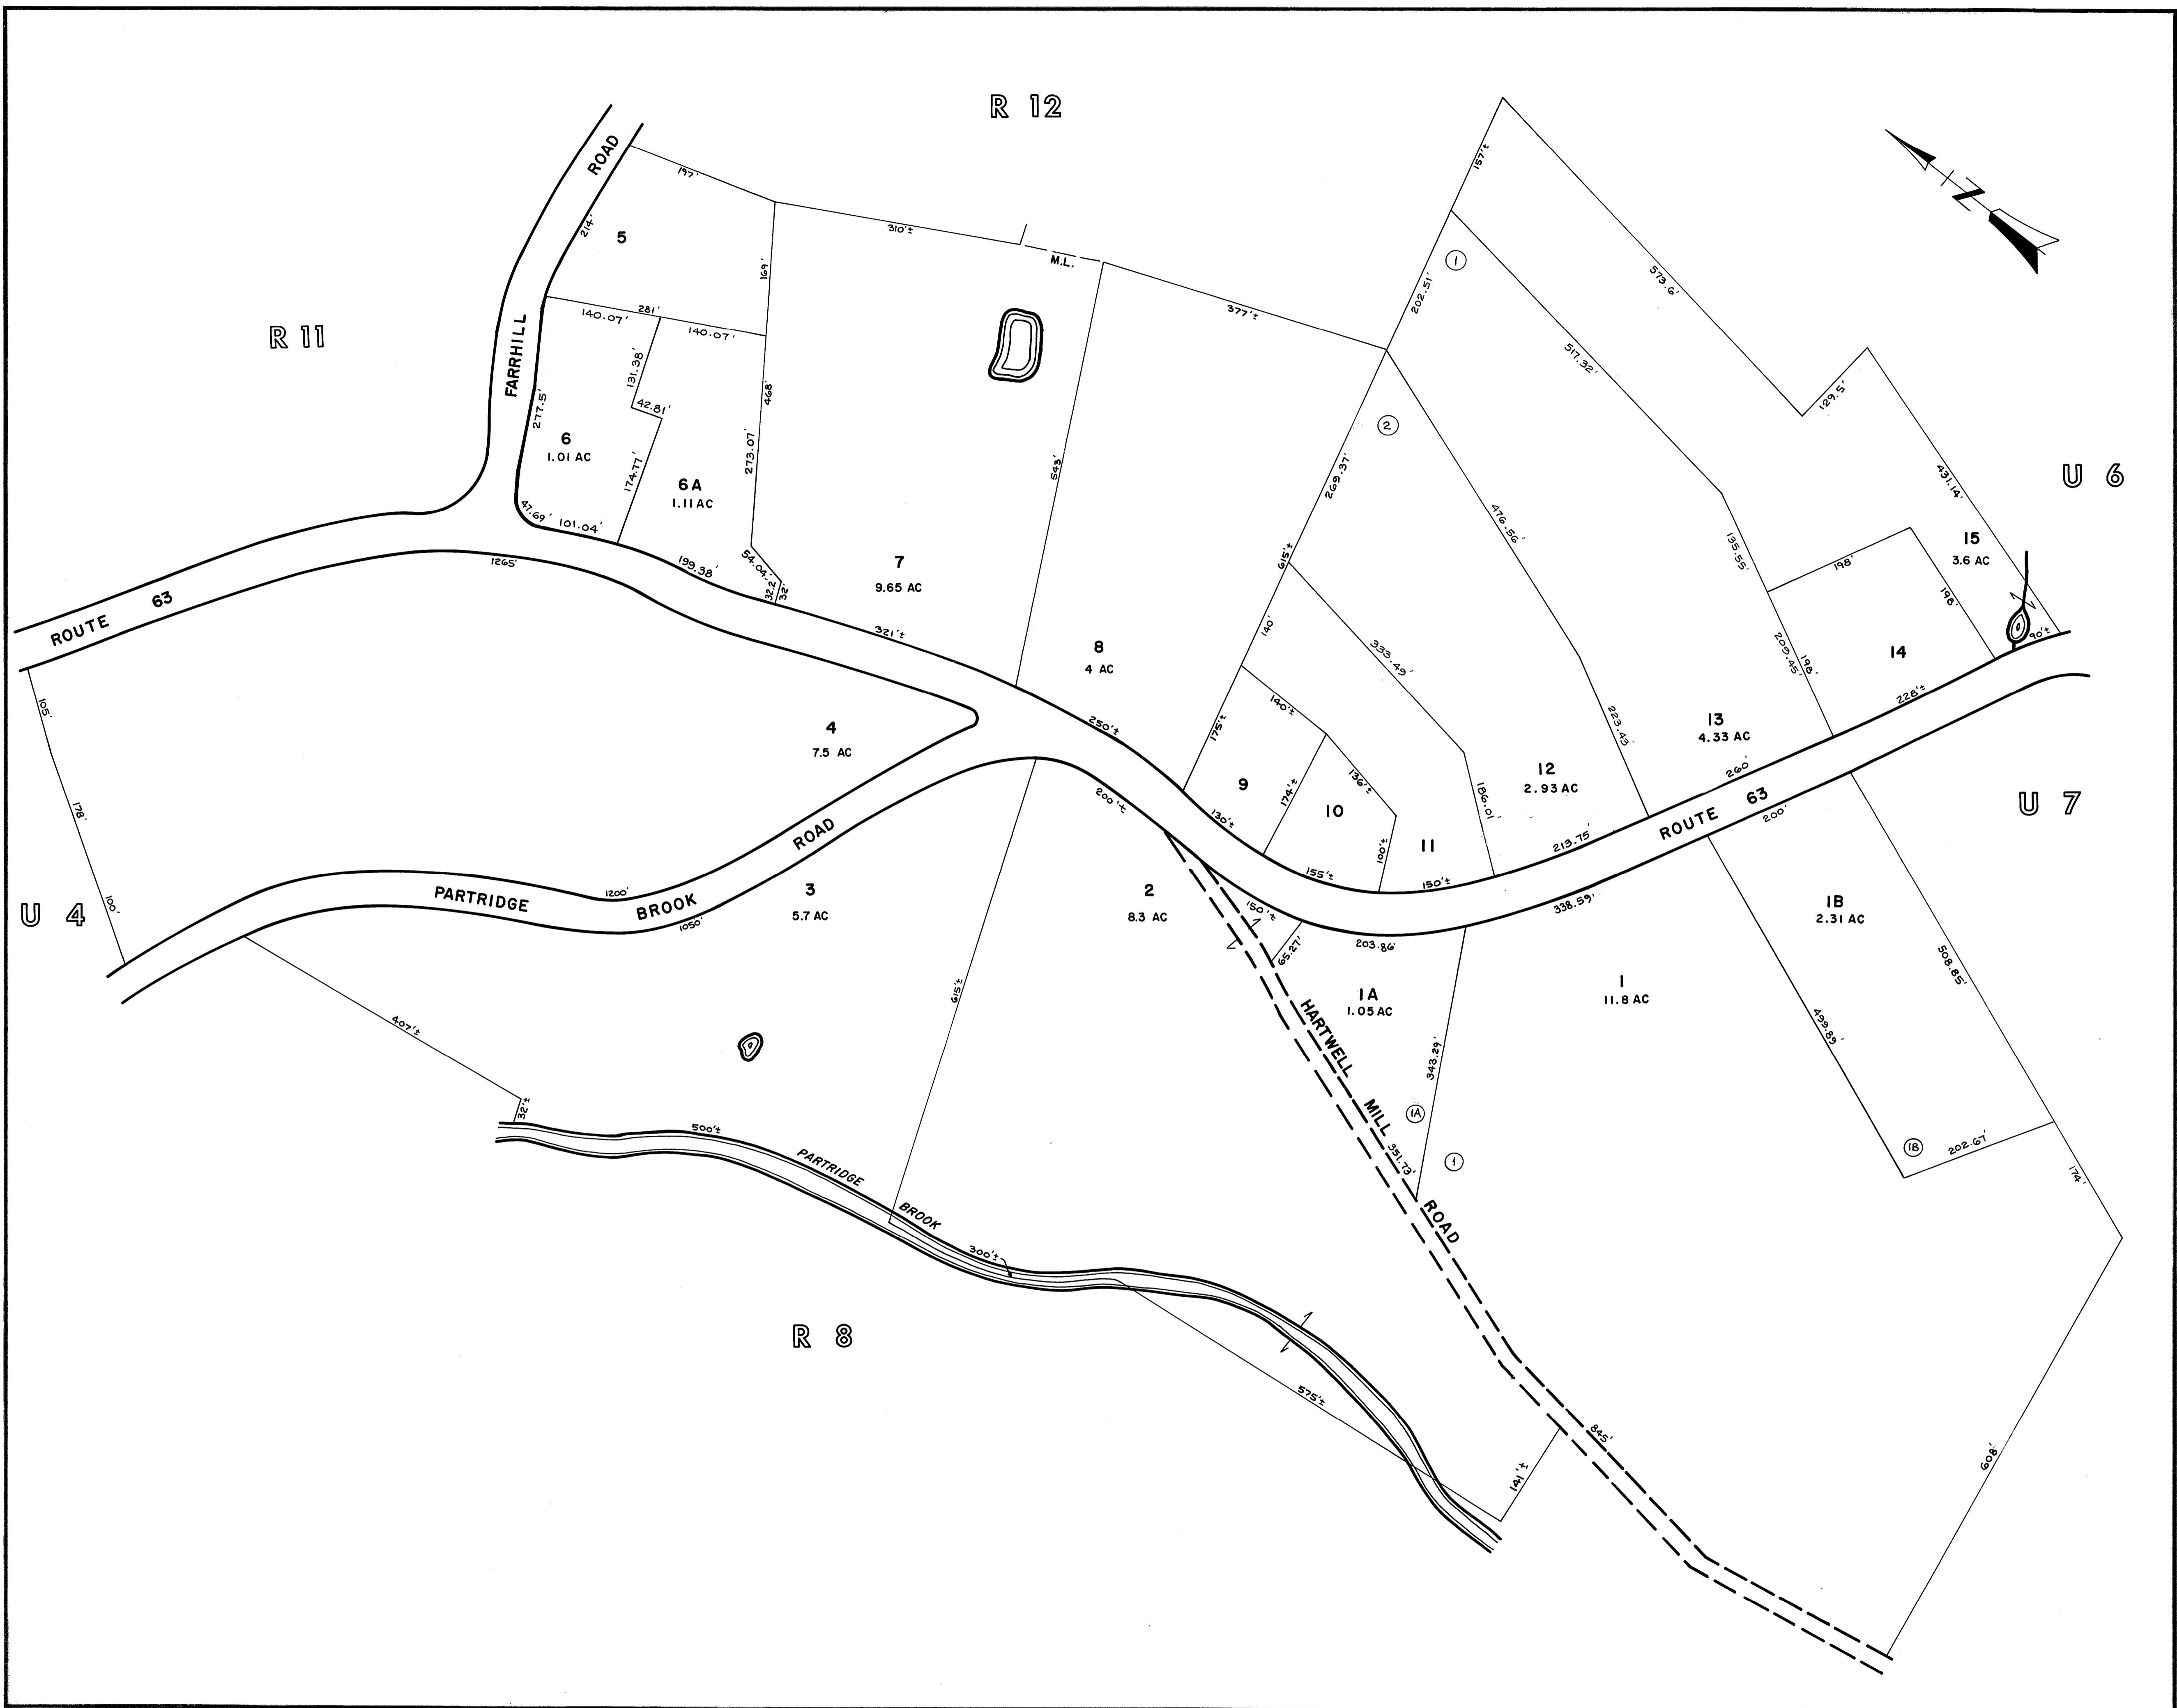 R 12
ROAD
197'
214'
5
310'±
M.L.
169'
281'
140.07'
140.07'
R 11
FARRHILL
277.5'
131.38'
42.81'
468'
273.07'
6
1.01 AC
174.77'
6A
1.11 AC
47.69'
101.04'
199.38'
54.04'
32.2'
32'
7
9.65 AC
543'
377'±
157'±
1
202.51'
573.6'
517.32'
129.5'
2
269.37'
476.56'
431.14'
U 6
N
15
3.6 AC
135.55'
198'
198'
90'±
615'±
140'
333.49'
ROUTE 63
1265'
321'±
8
4 AC
250'±
175'±
140'±
209.45'
198'
14
228'±
223.43'
13
4.33 AC
260'
4
7.5 AC
105'
178'
100'
9
174'±
136'±
10
100'±
11
186.01'
12
2.93 AC
130'±
155'±
150'±
213.75'
ROUTE 63
200'
U 7
200'±
ROAD
PARTRIDGE
BROOK
1200'
1050'
U 4
3
5.7 AC
2
8.3 AC
150'±
65.27'
203.86'
338.59'
1B
2.31 AC
1A
1.05 AC
1
11.8 AC
508.85'
499.89'
615'±
407'±
32'±
HARTWELL
MILL
ROAD
343.29'
1A
351.73'
1
1B
202.67'
174'
500'±
PARTRIDGE
BROOK
300'±
R 8
575'±
141'±
845'
608'